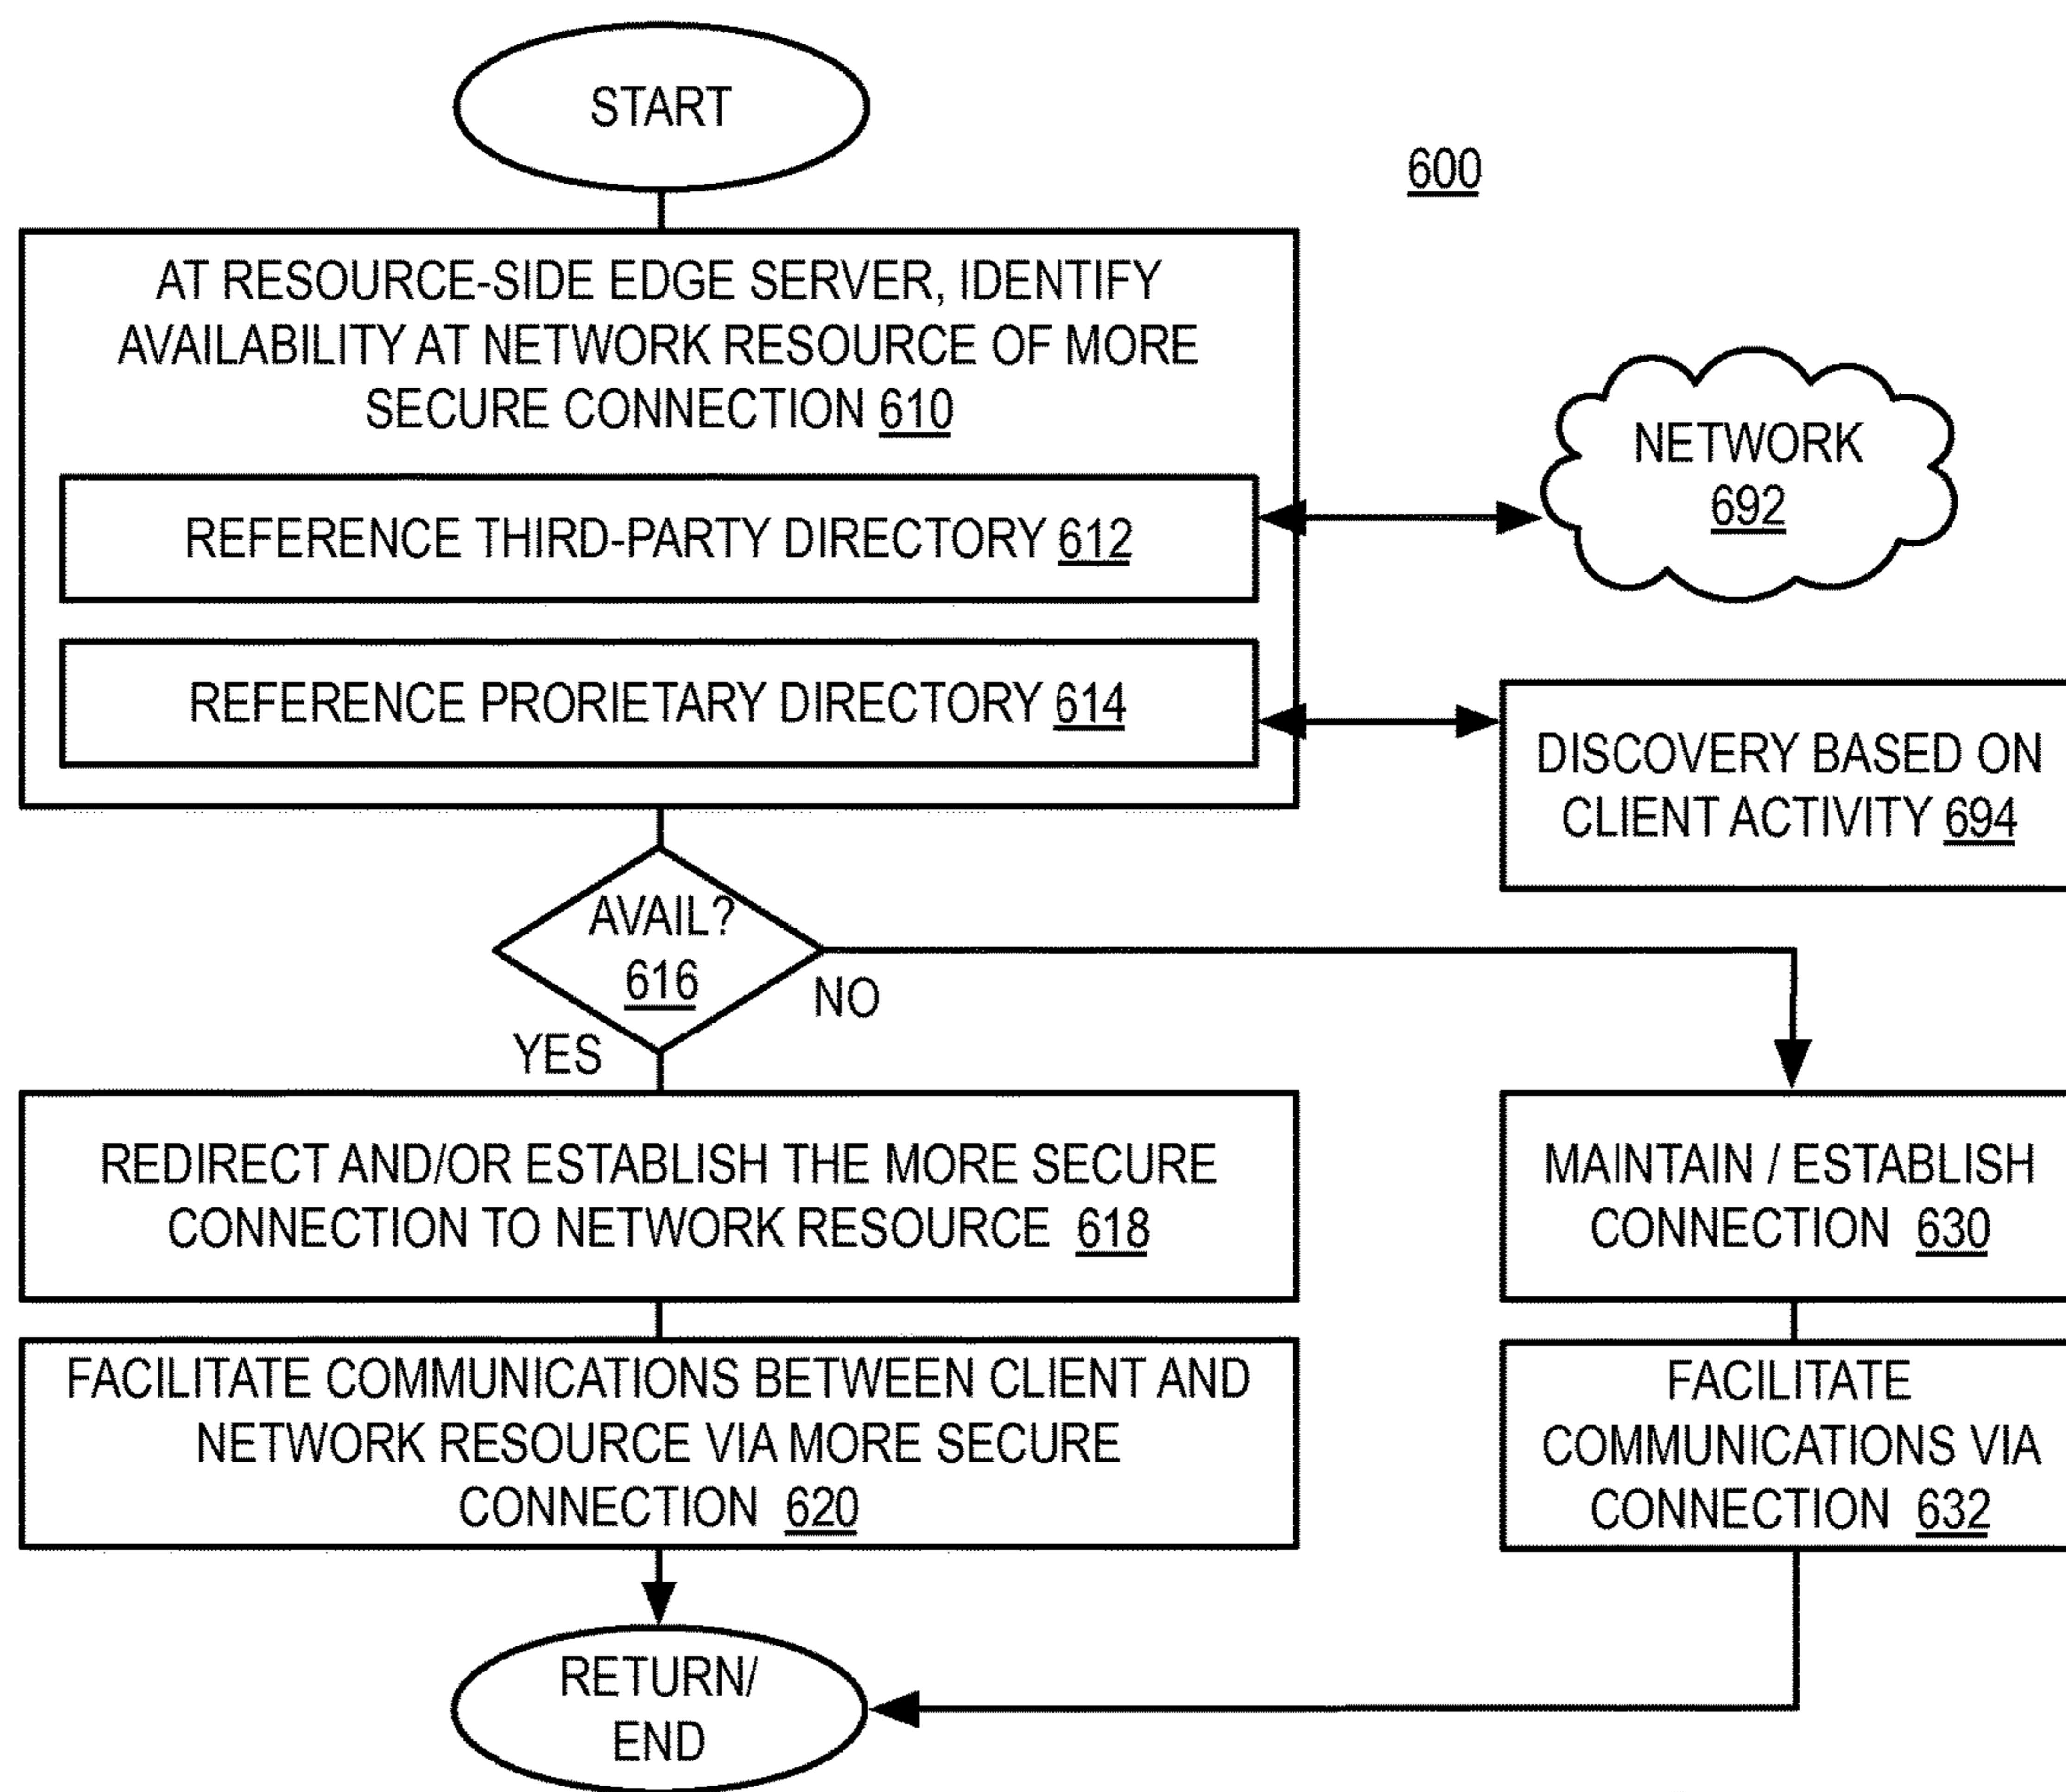 START
600
AT RESOURCE-SIDE EDGE SERVER, IDENTIFY
AVAILABILITY AT NETWORK RESOURCE OF MORE
SECURE CONNECTION 610
REFERENCE THIRD-PARTY DIRECTORY 612
NETWORK
692
REFERENCE PRORIETARY DIRECTORY 614
DISCOVERY BASED ON
CLIENT ACTIVITY 694
AVAIL?
616
NO
YES
REDIRECT AND/OR ESTABLISH THE MORE SECURE
CONNECTION TO NETWORK RESOURCE 618
MAINTAIN / ESTABLISH
CONNECTION 630
FACILITATE COMMUNICATIONS BETWEEN CLIENT AND
NETWORK RESOURCE VIA MORE SECURE
CONNECTION 620
FACILITATE
COMMUNICATIONS VIA
CONNECTION 632
RETURN/
END